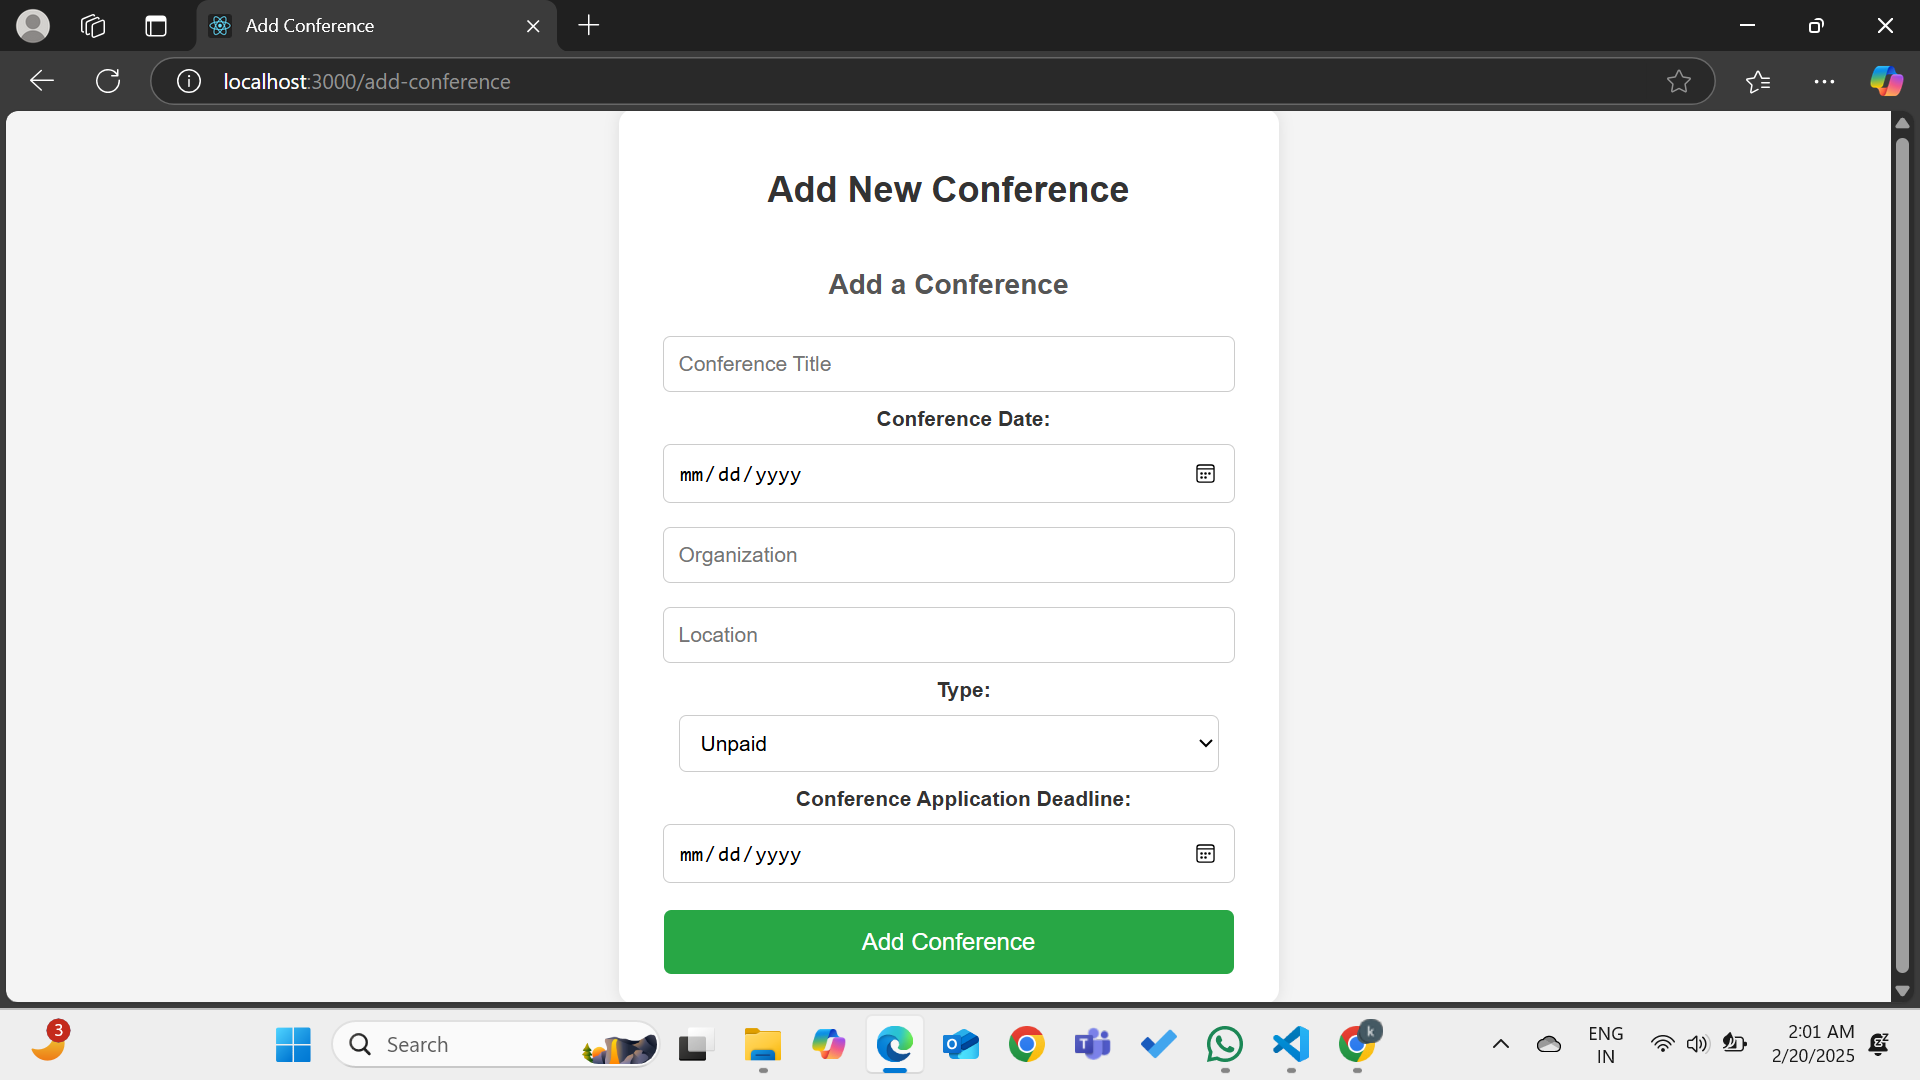 Add Conference
localhost:3000/add-conference
Add New Conference
Add a Conference
Conference Title
Conference Date:
mm/dd/yyyy
Organization
Location
Type:
Unpaid
Conference Application Deadline:
mm/dd/yyyy
Add Conference
3
Search
k
ENG
IN
2:01 AM
2/20/2025